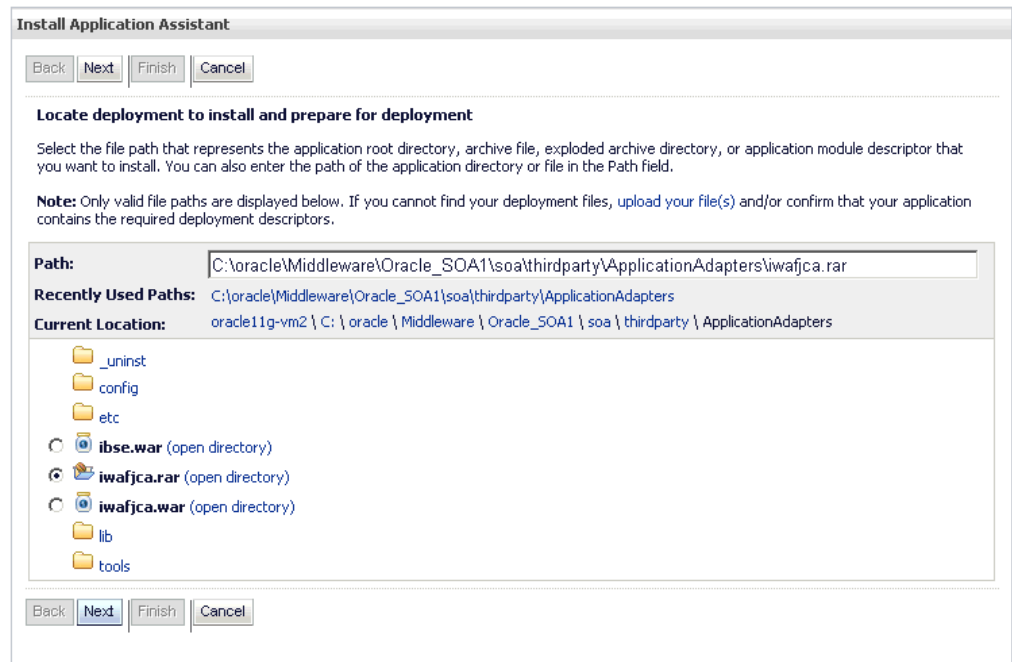 Install Application Assistant
Back Next Finish Cancel
Locate deployment to install and prepare for deployment
Select the file path that represents the application root directory, archive file, exploded archive directory, or application module descriptor that
you want to install. You can also enter the path of the application directory or file in the Path field.
Note: Only valid file paths are displayed below. If you cannot find your deployment files, upload your file(s) and/or confirm that your application
contains the required deployment descriptors.
Path: C:\oracle\Middleware\Oracle_SOA1\soa\thirdparty\ApplicationAdapters\iwafjca.rar
Recently Used Paths: C:\oracle\Middleware\Oracle_SOA1\soa\thirdparty\ApplicationAdapters
Current Location: oracle11g-vm2 \ C: \ oracle \ Middleware \ Oracle_SOA1 \ soa \ thirdparty \ ApplicationAdapters
_uninst
config
etc
ibse.war (open directory)
iwafjca.rar (open directory)
iwafjca.war (open directory)
lib
tools
Back Next Finish Cancel